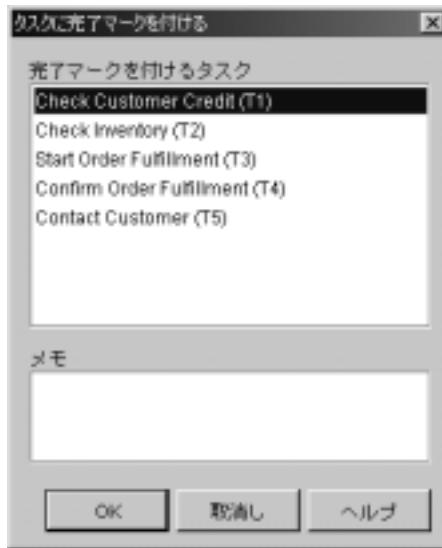 タスクに完了マークを付ける
完了マークを付けるタスク
Check Customer Credit (T1)
Check Inventory (T2)
Start Order Fulfillment (T3)
Confirm Order Fulfillment (T4)
Contact Customer (T5)
メモ
OK
取消し
ヘルプ